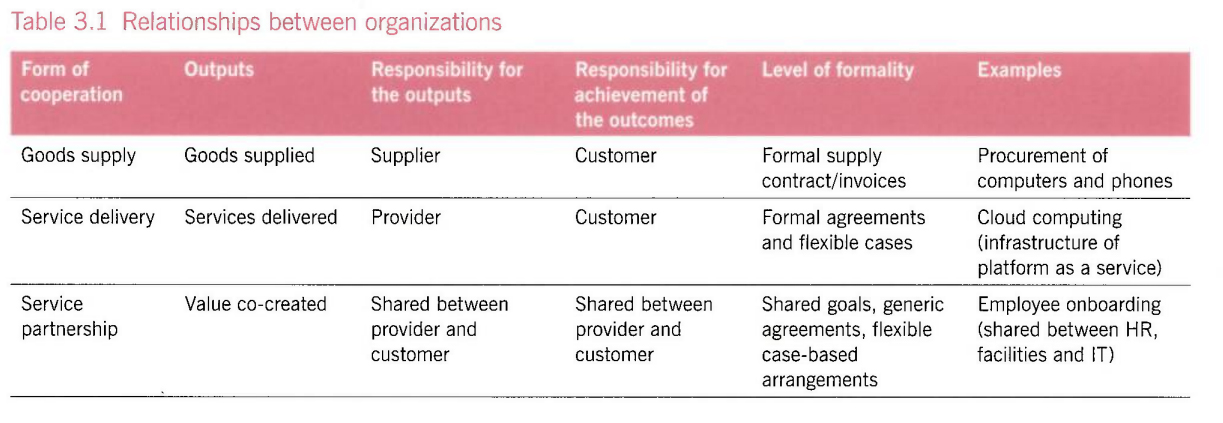 Table 3.1 Relationships between organizations
Form of cooperation	Outputs	Responsibility for the outputs	Responsibility for achievement of the outcomes	Level of formality	Examples
Goods supply	Goods supplied	Supplier	Customer	Formal supply contract/invoices	Procurement of computers and phones
Service delivery	Services delivered	Provider	Customer	Formal agreements and flexible cases	Cloud computing (infrastructure of platform as a service)
Service partnership	Value co-created	Shared between provider and customer	Shared between provider and customer	Shared goals, generic agreements, flexible case-based arrangements	Employee onboarding (shared between HR, facilities and IT)